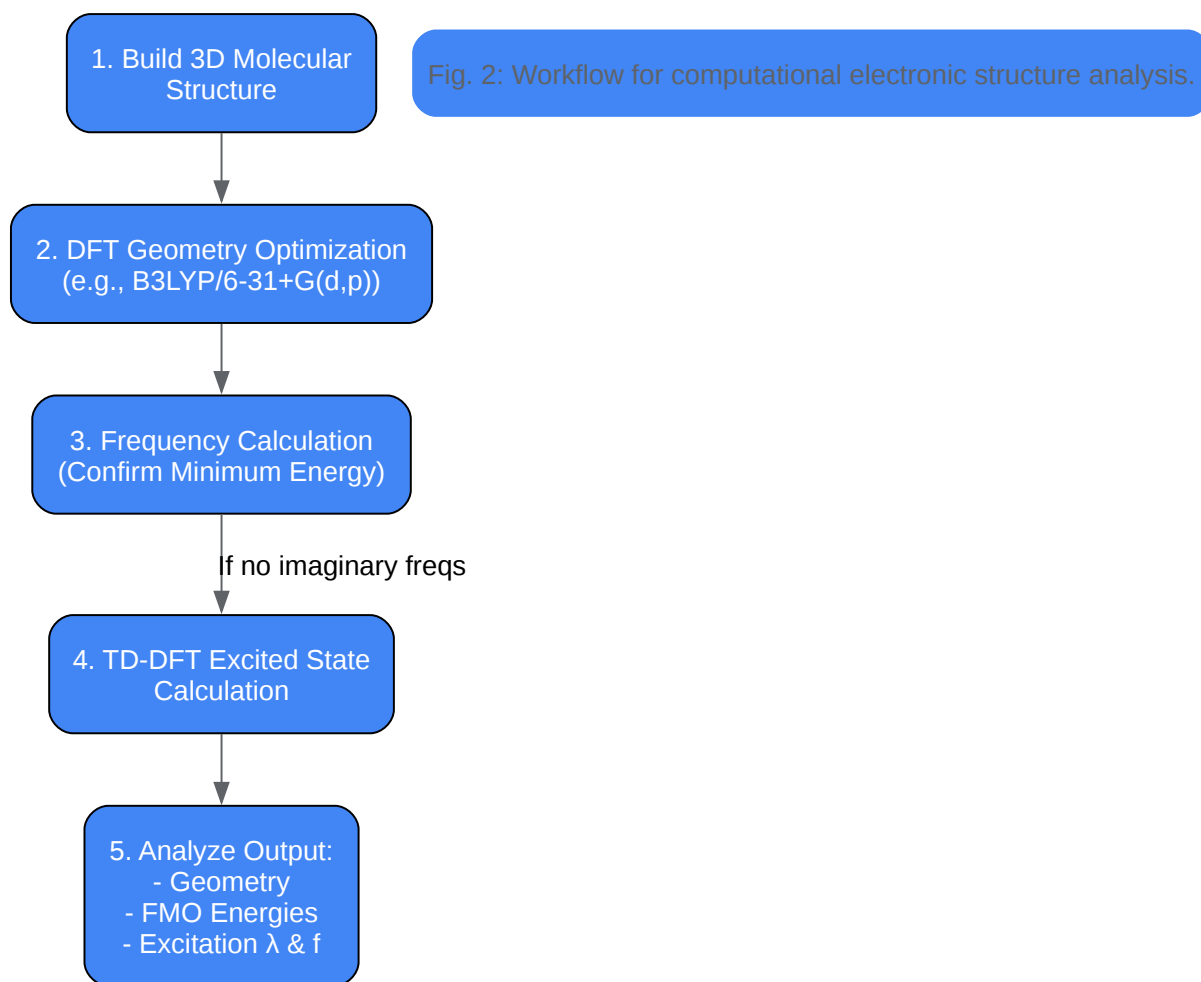 1. Build 3D Molecular
Structure
Fig. 2: Workflow for computational electronic structure analysis.
2. DFT Geometry Optimization
(e.g., B3LYP/6-31+G(d,p))
3. Frequency Calculation
(Confirm Minimum Energy)
If no imaginary freqs
4. TD-DFT Excited State
Calculation
5. Analyze Output:
- Geometry
- FMO Energies
- Excitation λ & f